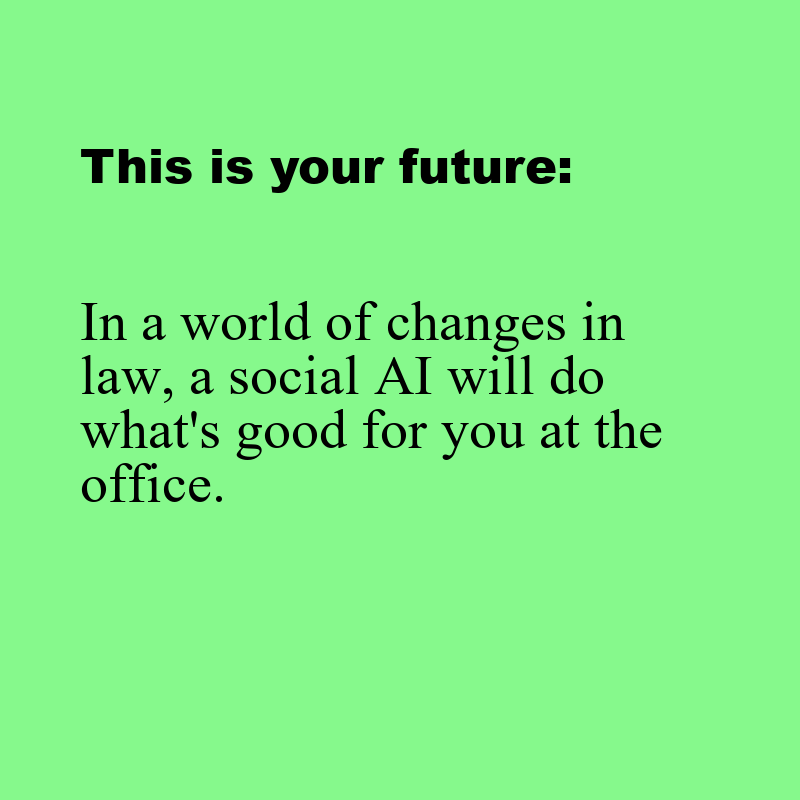 This is your future:
In a world of changes in
law, a social AI will do
what's good for you at the
office.